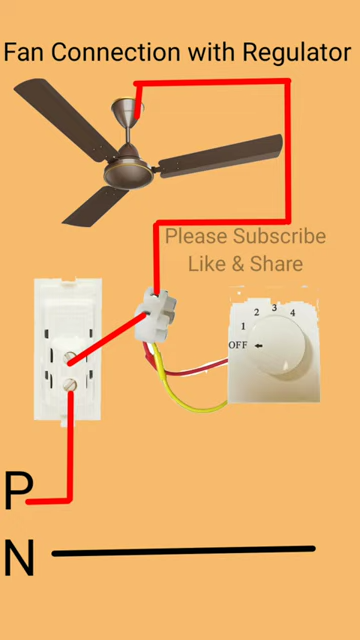 Fan Connection with Regulator
Please Subscribe
Like & Share
1 2 3 4
OFF
P
N